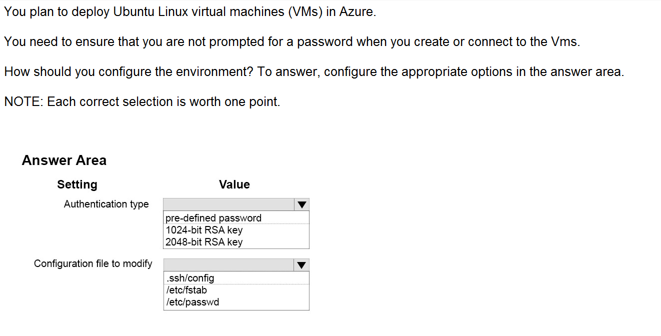 You plan to deploy Ubuntu Linux virtual machines (VMs) in Azure.
You need to ensure that you are not prompted for a password when you create or connect to the Vms.
How should you configure the environment? To answer, configure the appropriate options in the answer area.
NOTE: Each correct selection is worth one point.
Answer Area
Setting Value
Authentication type
pre-defined password
1024-bit RSA key
2048-bit RSA key
Configuration file to modify
.ssh/config
/etc/fstab
/etc/passwd